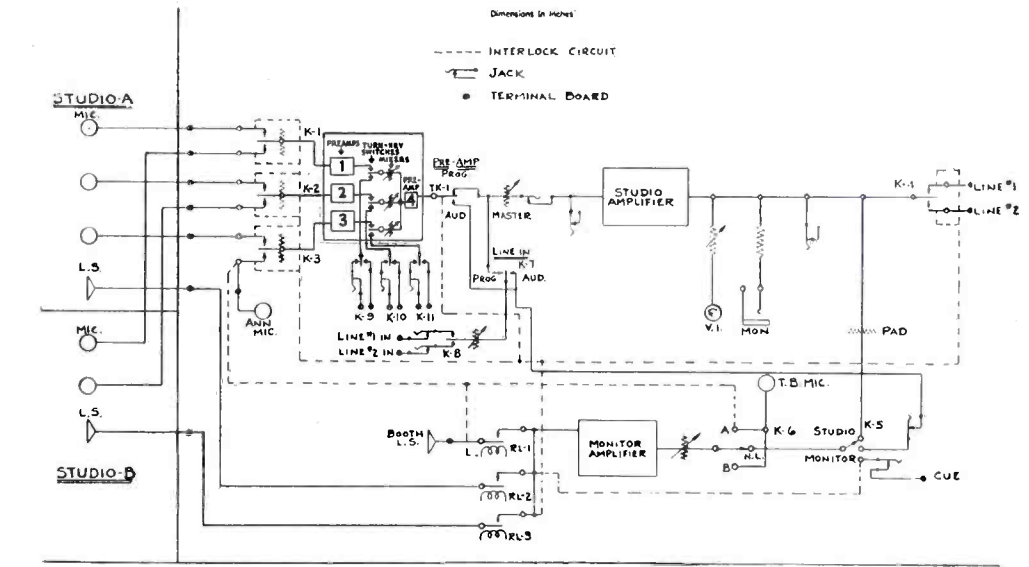 Dimensions in Inches
INTERLOCK CIRCUIT
JACK
TERMINAL BOARD
STUDIO-A
MIC.
K-1
PREAMPS
TURN-KEY
SWITCHES
MIXERS
1
PRE-AMP
PROG
K-2
2
PRE-
AMP
4
TK-1
STUDIO
AMPLIFIER
K-4
LINE #1
LINE #2
3
AUD
MASTER
K-3
L.S.
LINE IN
K-7
PROG
AUD.
ANN
MIC.
K-9
K-10
K-11
V.I.
MON
MIC.
LINE #1 IN
LINE #2 IN
K-8
PAD
T.B. MIC.
L.S.
BOOTH
L.S.
L.
RL-1
MONITOR
AMPLIFIER
A
K-6
N.L.
B
STUDIO
K-5
MONITOR
CUE
STUDIO-B
RL-2
RL-3